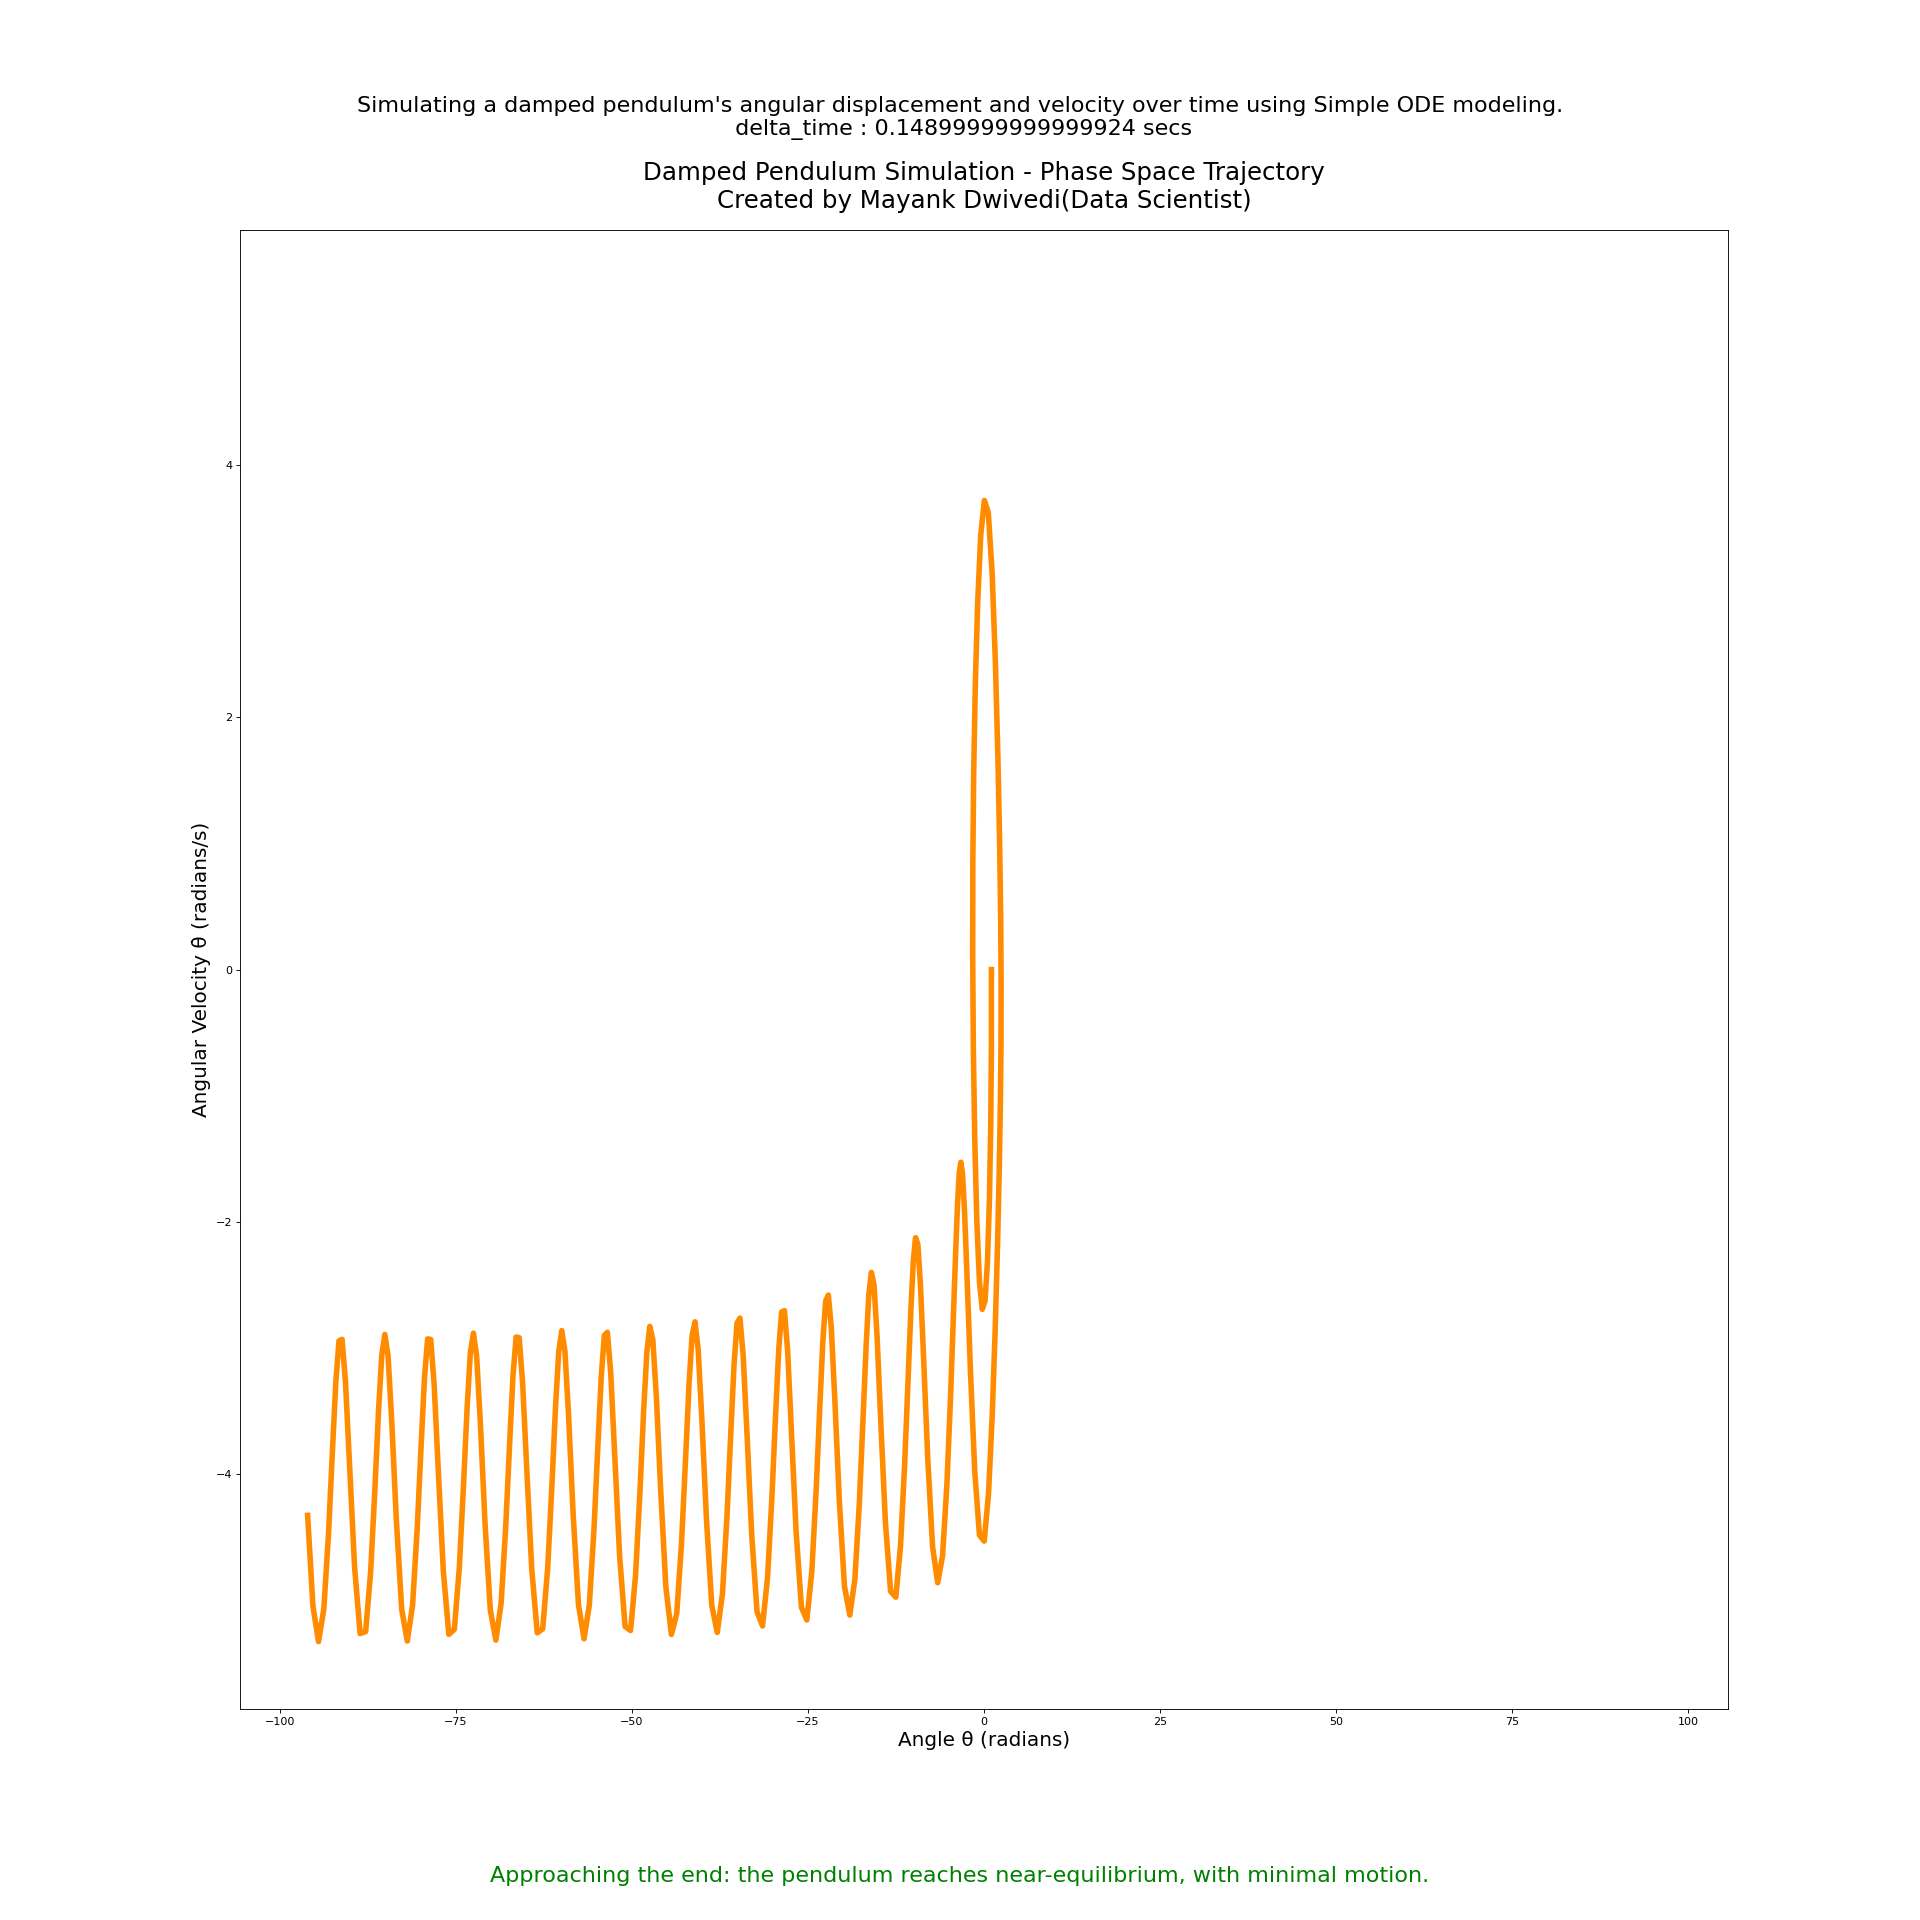 Simulating a damped pendulum's angular displacement and velocity over time using Simple ODE modeling.
delta_time : 0.14899999999999924 secs
Damped Pendulum Simulation - Phase Space Trajectory
Created by Mayank Dwivedi(Data Scientist)
Angular Velocity θ (radians/s)
4
2
0
−2
−4
−100
−75
−50
−25
0
25
50
75
100
Angle θ (radians)
Approaching the end: the pendulum reaches near-equilibrium, with minimal motion.